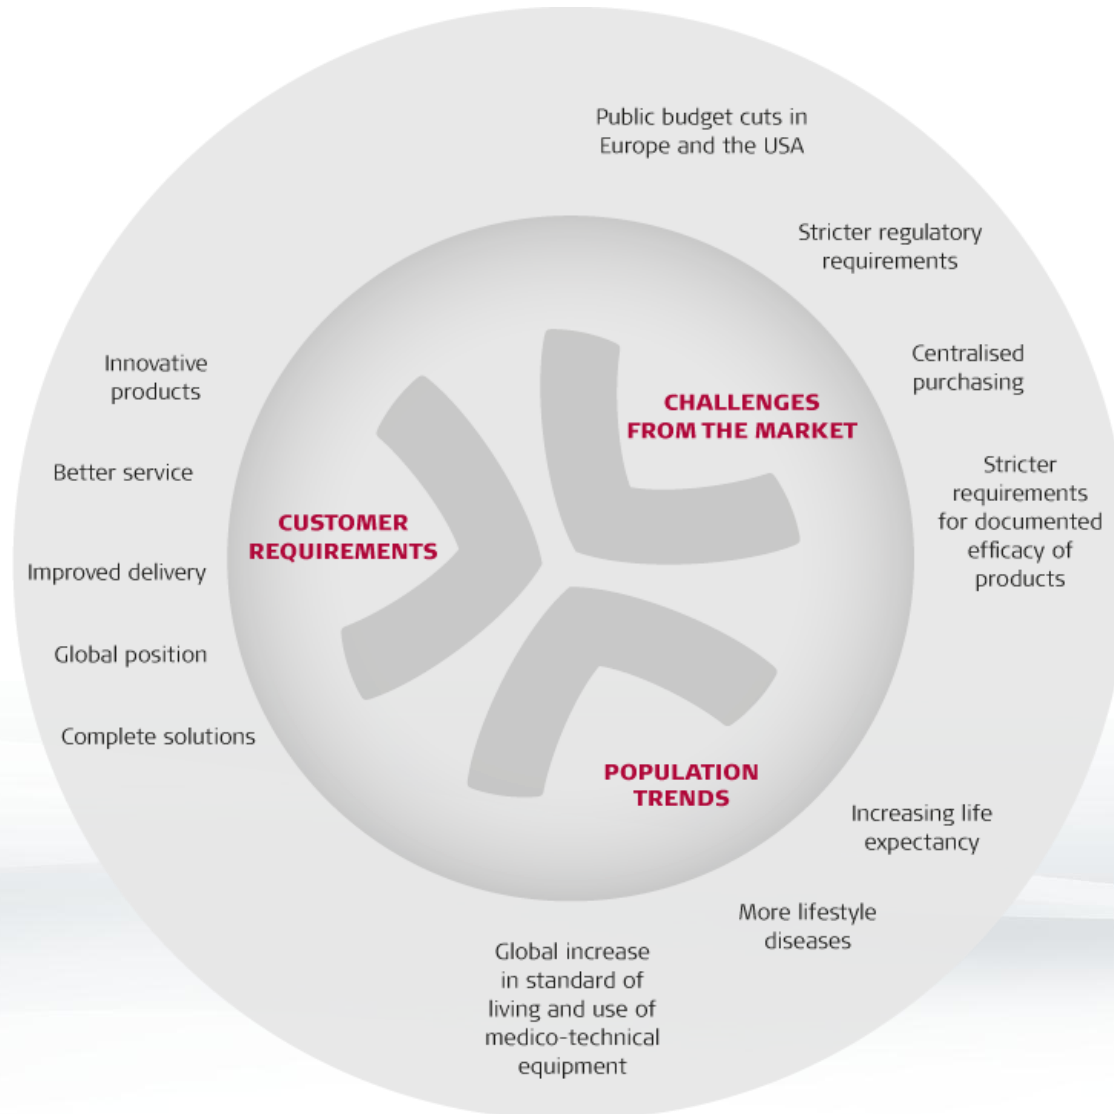 Public budget cuts in
Europe and the USA
Stricter regulatory
requirements
Centralised
purchasing
Stricter
requirements
for documented
efficacy of
products
CHALLENGES
FROM THE MARKET
Innovative
products
Better service
Improved delivery
Global position
Complete solutions
CUSTOMER
REQUIREMENTS
POPULATION
TRENDS
Increasing life
expectancy
More lifestyle
diseases
Global increase
in standard of
living and use of
medico-technical
equipment